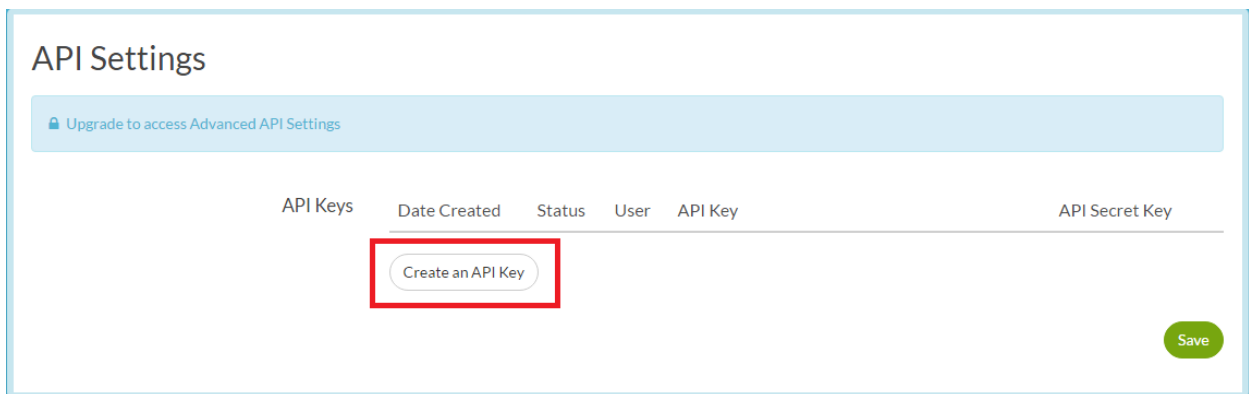 API Settings
Upgrade to access Advanced API Settings
API Keys Date Created Status User API Key API Secret Key
Create an API Key
Save